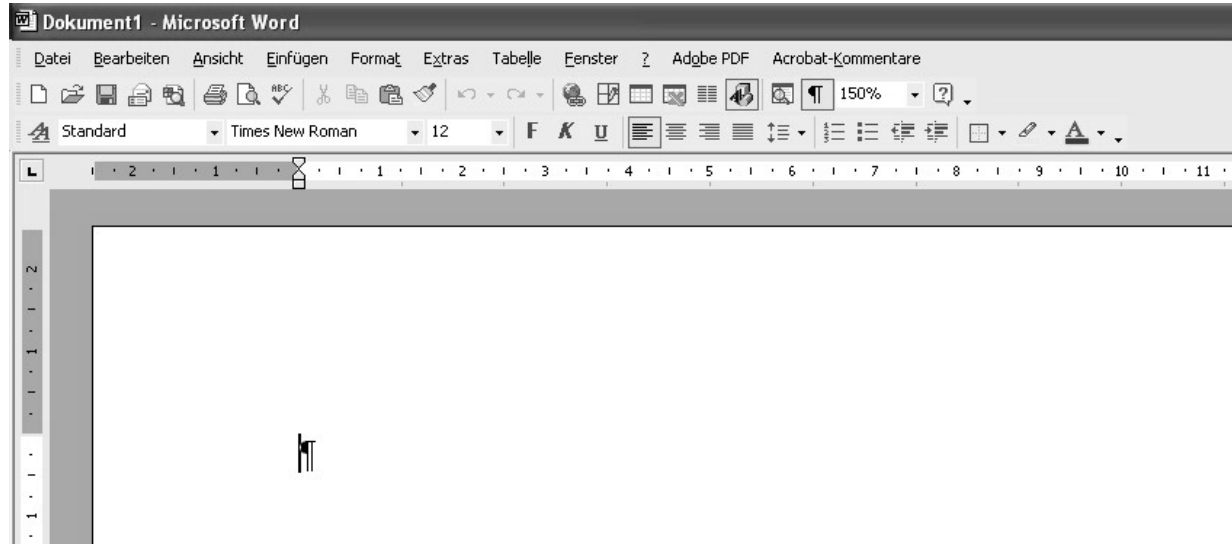 Dokument1 - Microsoft Word
Datei Bearbeiten Ansicht Einfügen Format Extras Tabelle Fenster ? Adobe PDF Acrobat-Kommentare
ABC ¶ 150% ?
Standard Times New Roman 12 F K U A
L 2 1 1 2 3 4 5 6 7 8 9 10 11
2
1
¶
1